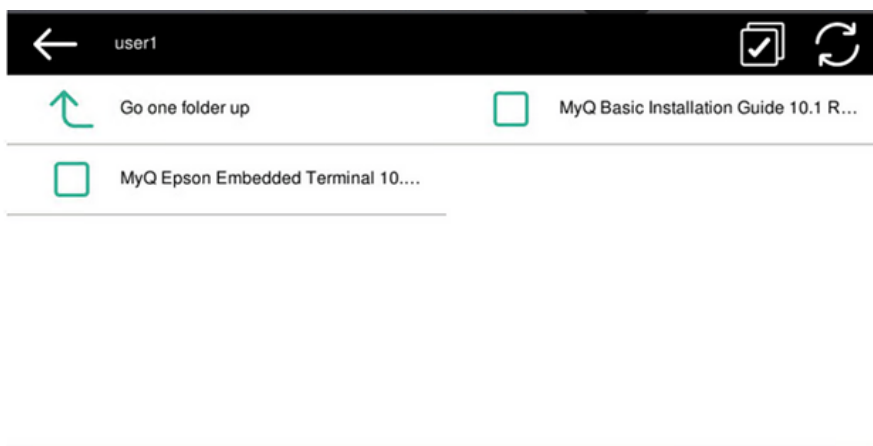 user1
Go one folder up
MyQ Basic Installation Guide 10.1 R...
MyQ Epson Embedded Terminal 10....